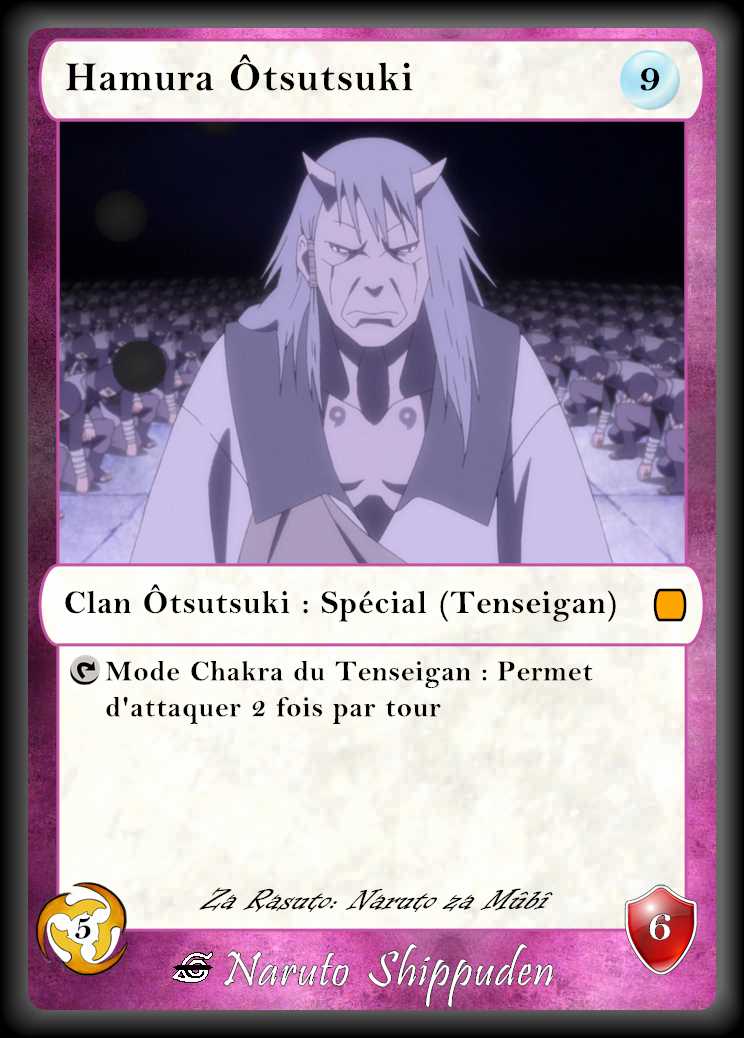 Hamura Ôtsutsuki
9
Clan Ôtsutsuki : Spécial (Tenseigan)
Mode Chakra du Tenseigan : Permet
d'attaquer 2 fois par tour
Za Rasuto: Naruto za Mûbî
5
6
Naruto Shippuden